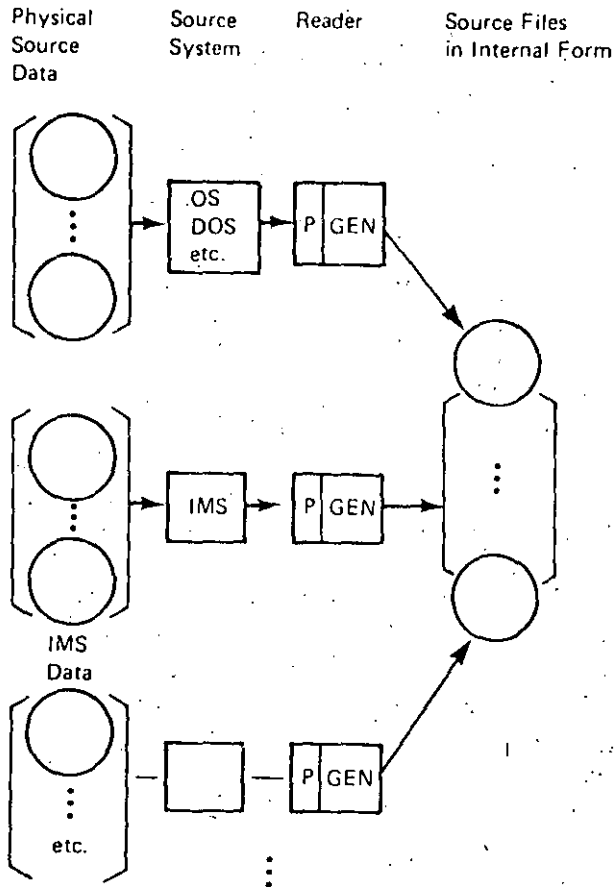 Physical
Source
Data
Source
System
Reader
Source Files
in Internal Form
OS
DOS
etc.
P GEN
IMS
P GEN
IMS
Data
P GEN
etc.